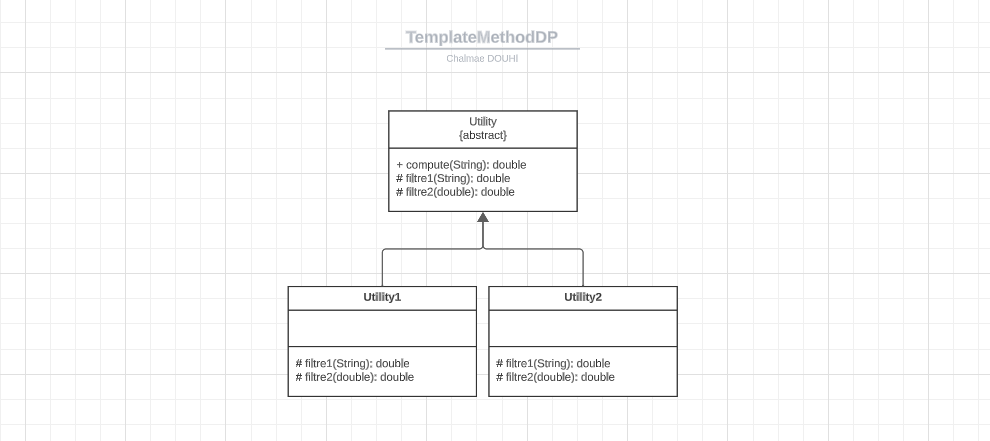 TemplateMethodDP
Chalmae DOUHI
Utility
{abstract}
+ compute(String): double
# filtre1(String): double
# filtre2(double): double
Utility1
# filtre1(String): double
# filtre2(double): double
Utility2
# filtre1(String): double
# filtre2(double): double